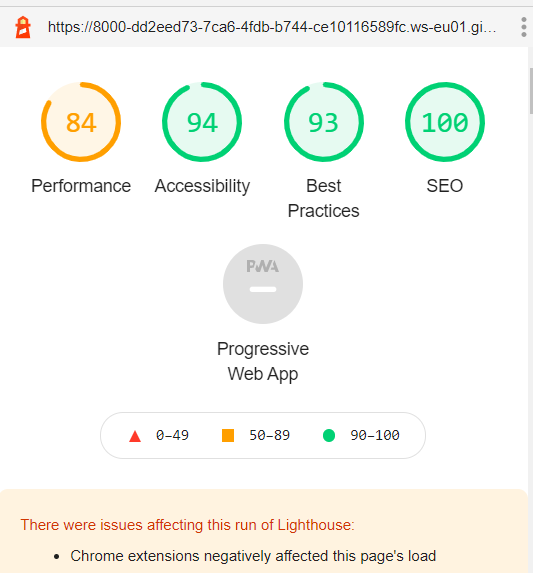 https://8000-dd2eed73-7ca6-4fdb-b744-ce10116589fc.ws-eu01.gi...
84
94
93
100
Performance
Accessibility
Best
Practices
SEO
PWA
Progressive
Web App
0–49
50–89
90–100
There were issues affecting this run of Lighthouse:
• Chrome extensions negatively affected this page's load